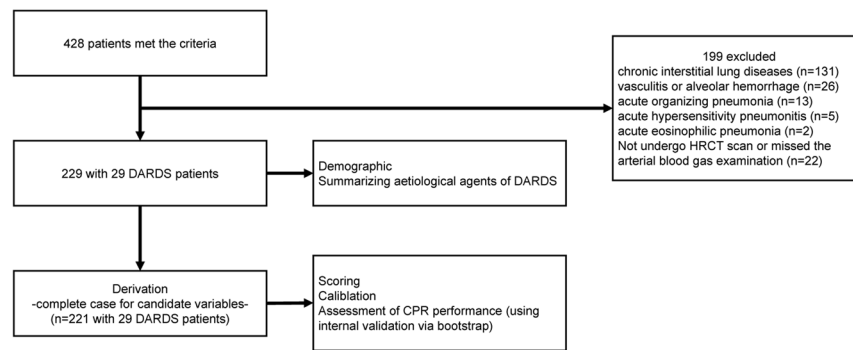 428 patients met the criteria
199 excluded
chronic interstitial lung diseases (n=131)
vasculitis or alveolar hemorrhage (n=26)
acute organizing pneumonia (n=13)
acute hypersensitivity pneumonitis (n=5)
acute eosinophilic pneumonia (n=2)
Not undergo HRCT scan or missed the
arterial blood gas examination (n=22)
229 with 29 DARDS patients
Demographic
Summarizing aetiological agents of DARDS
Derivation
-complete case for candidate variables-
(n=221 with 29 DARDS patients)
Scoring
Caliblation
Assessment of CPR performance (using
internal validation via bootstrap)